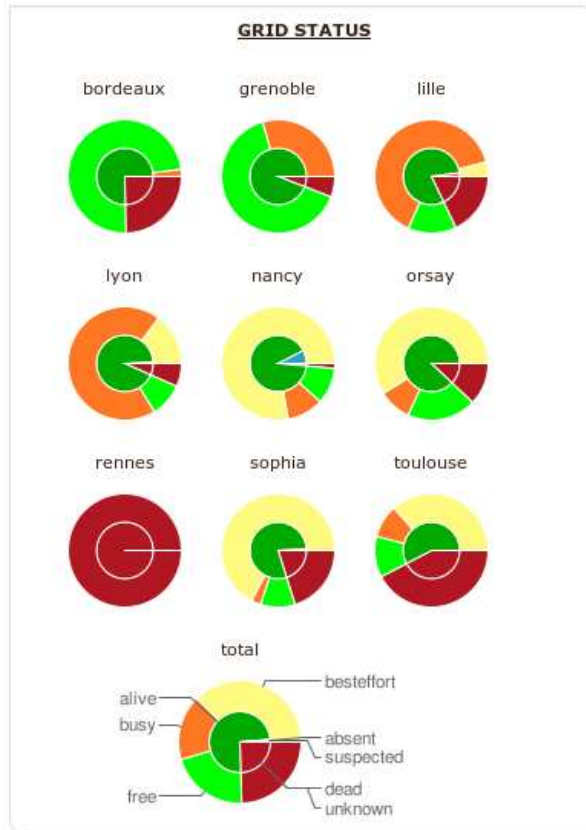 GRID STATUS
bordeaux grenoble lille
lyon nancy orsay
rennes sophia toulouse
total
besteffort
alive
busy
absent
suspected
free
dead
unknown